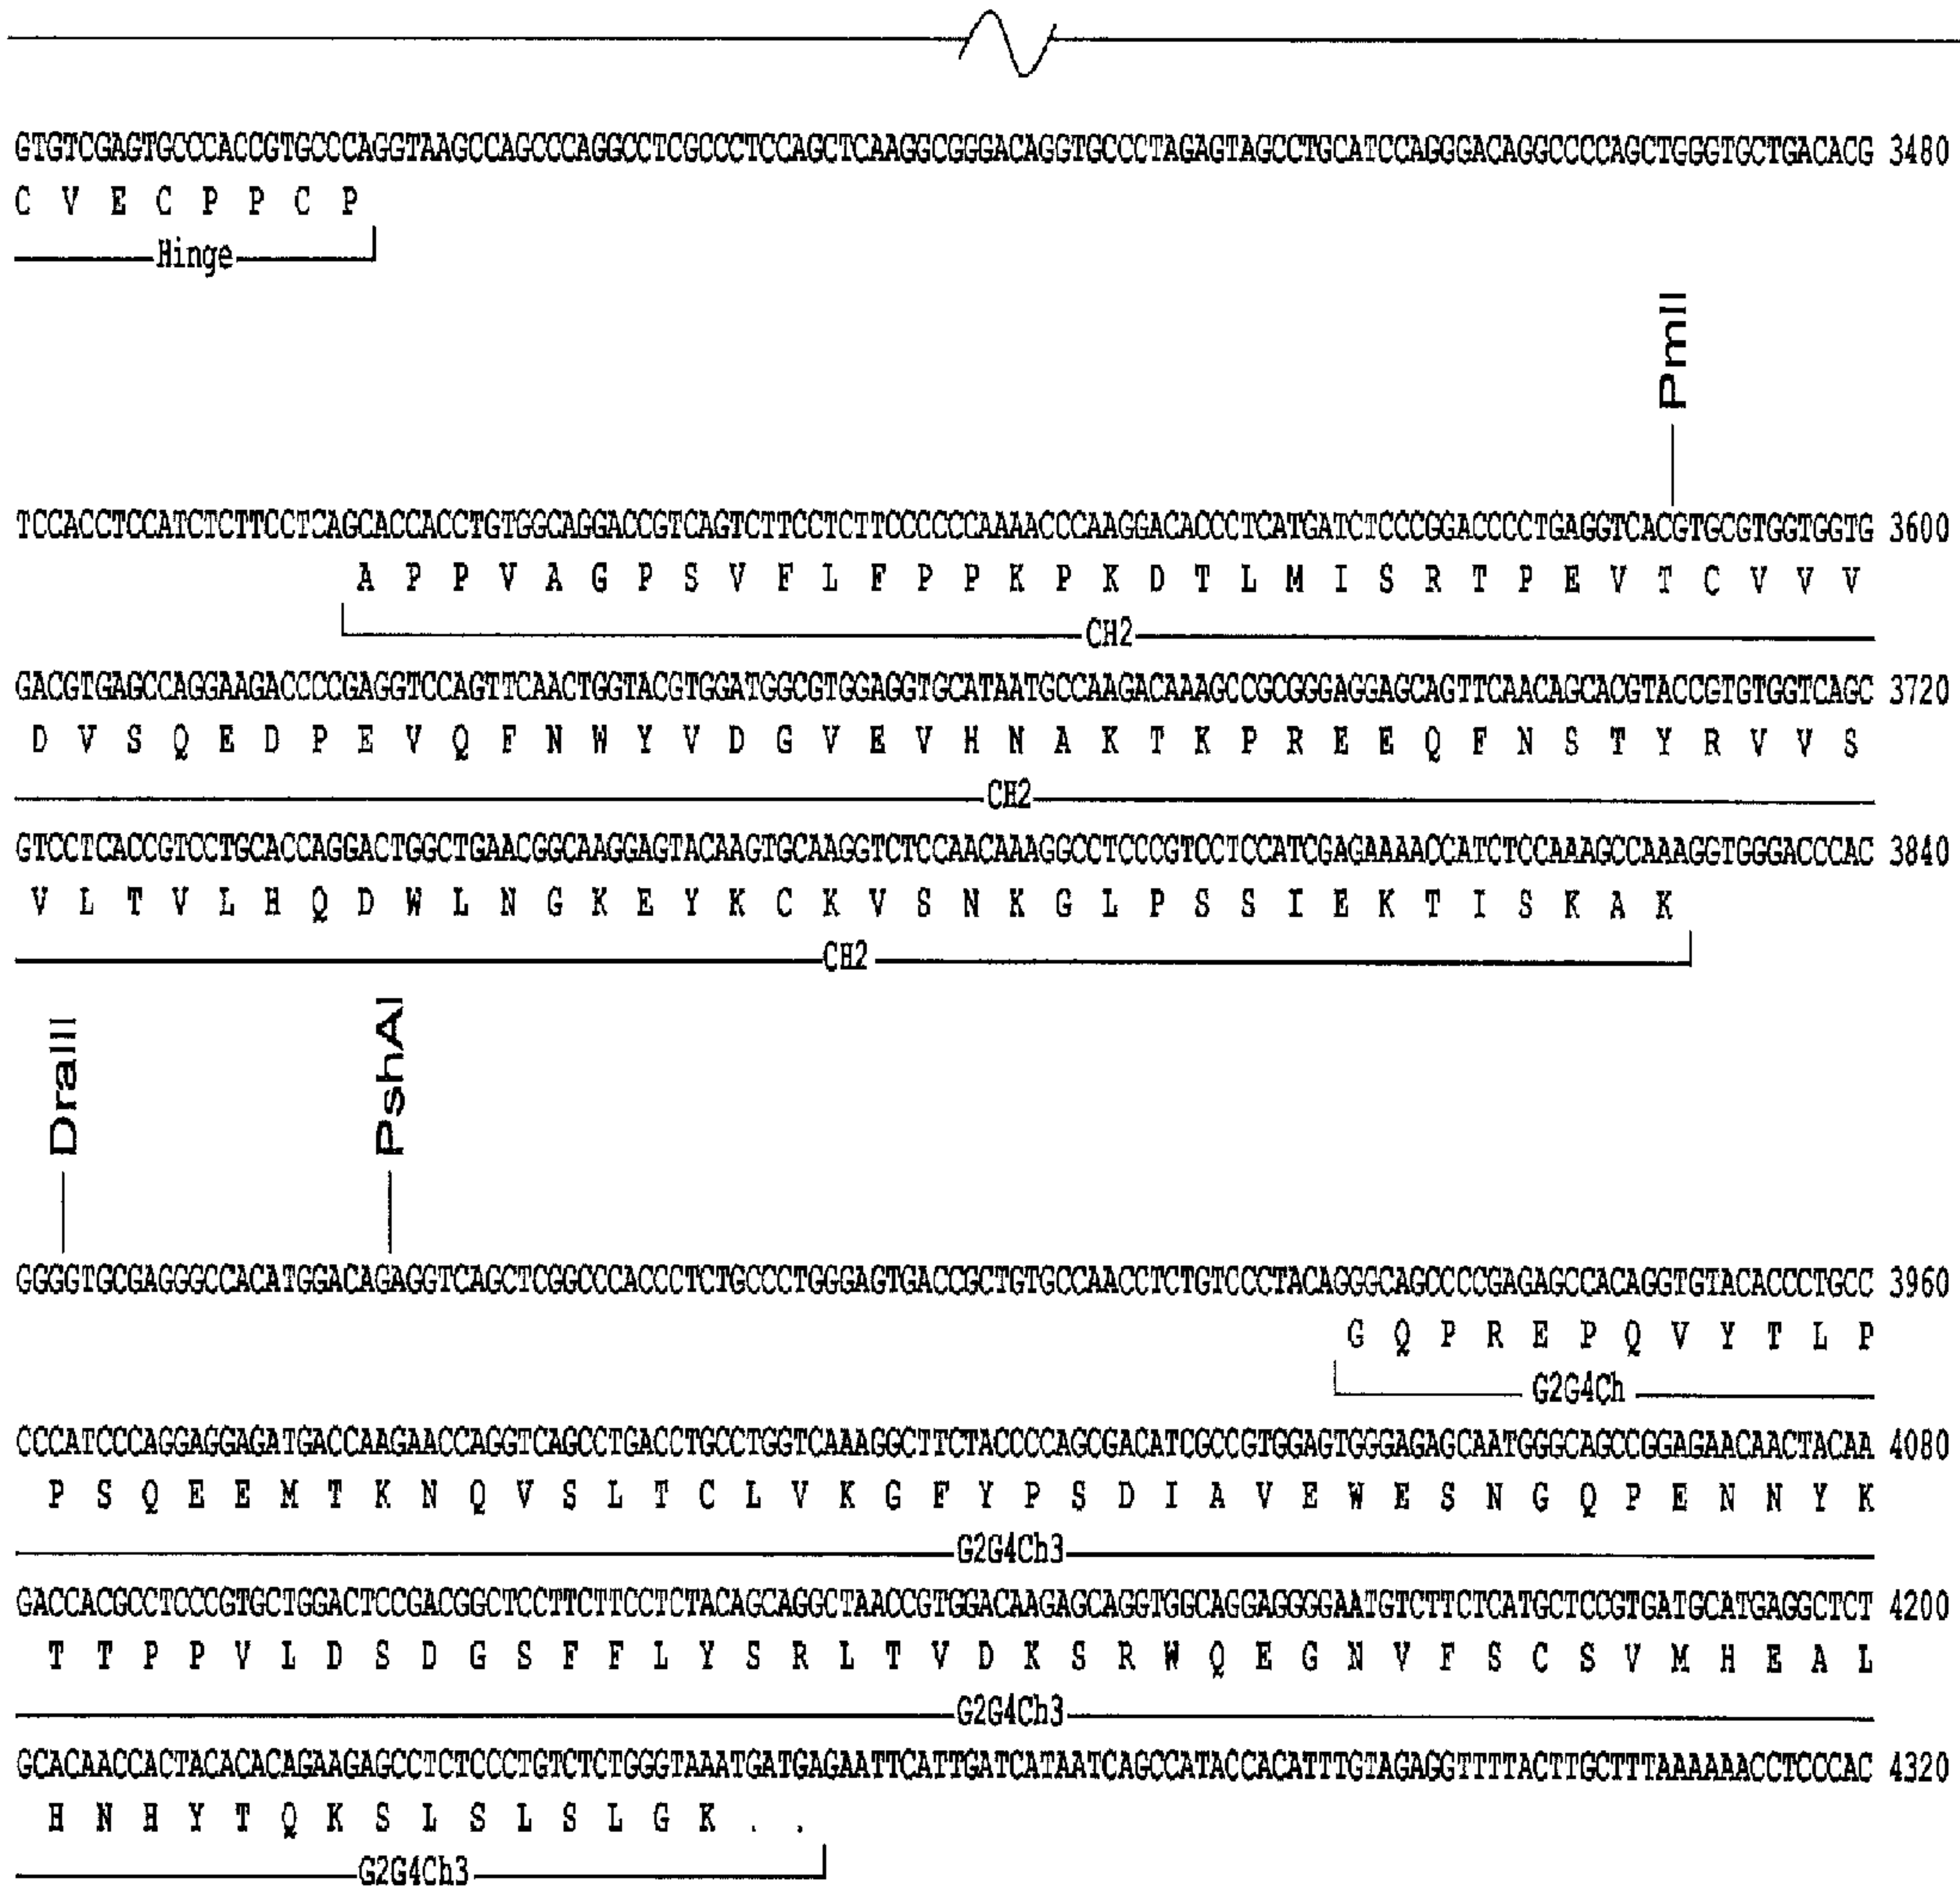 GTGTCGAGTGCCCACCGTGCCCAGGTAAGCCAGCCCAGGCCTCGCCCTCCAGCTCAAGGCGGGACAGGTGCCCTAGAGTAGCCTGCATCCAGGGACAGGCCCCAGCTGGGTGCTGACACG 3480
C V E C P P C P
Hinge
PmlI
TCCACCTCCATCTCTTCCTCAGCACCACCTGTGGCAGGACCGTCAGTCTTCCTCTTCCCCCCAAAACCCAAGGACACCCTCATGATCTCCCGGACCCCTGAGGTCACGTGCGTGGTGGTG 3600
A P P V A G P S V F L F P P K P K D T L M I S R T P E V T C V V V
CH2
GACGTGAGCCAGGAAGACCCCGAGGTCCAGTTCAACTGGTACGTGGATGGCGTGGAGGTGCATAATGCCAAGACAAAGCCGCGGGAGGAGCAGTTCAACAGCACGTACCGTGTGGTCAGC 3720
D V S Q E D P E V Q F N W Y V D G V E V H N A K T K P R E E Q F N S T Y R V V S
CH2
GTCCTCACCGTCCTGCACCAGGACTGGCTGAACGGCAAGGAGTACAAGTGCAAGGTCTCCAACAAAGGCCTCCCGTCCTCCATCGAGAAAACCATCTCCAAAGCCAAAGGTGGGACCCAC 3840
V L T V L H Q D W L N G K E Y K C K V S N K G L P S S I E K T I S K A K
CH2
DraIII PshAI
GGGGTGCGAGGGCCACATGGACAGAGGTCAGCTCGGCCCACCCTCTGCCCTGGGAGTGACCGCTGTGCCAACCTCTGTCCCTACAGGGCAGCCCCGAGAGCCACAGGTGTACACCCTGCC 3960
G Q P R E P Q V Y T L P
G2G4Ch
CCCATCCCAGGAGGAGATGACCAAGAACCAGGTCAGCCTGACCTGCCTGGTCAAAGGCTTCTACCCCAGCGACATCGCCGTGGAGTGGGAGAGCAATGGGCAGCCGGAGAACAACTACAA 4080
P S Q E E M T K N Q V S L T C L V K G F Y P S D I A V E W E S N G Q P E N N Y K
G2G4Ch3
GACCACGCCTCCCGTGCTGGACTCCGACGGCTCCTTCTTCCTCTACAGCAGGCTAACCGTGGACAAGAGCAGGTGGCAGGAGGGGAATGTCTTCTCATGCTCCGTGATGCATGAGGCTCT 4200
T T P P V L D S D G S F F L Y S R L T V D K S R W Q E G N V F S C S V M H E A L
G2G4Ch3
GCACAACCACTACACACAGAAGAGCCTCTCCCTGTCTCTGGGTAAATGATGAGAATTCATTGATCATAATCAGCCATACCACATTTGTAGAGGTTTTACTTGCTTTAAAAAACCTCCCAC 4320
H N H Y T Q K S L S L S L G K . .
G2G4Ch3